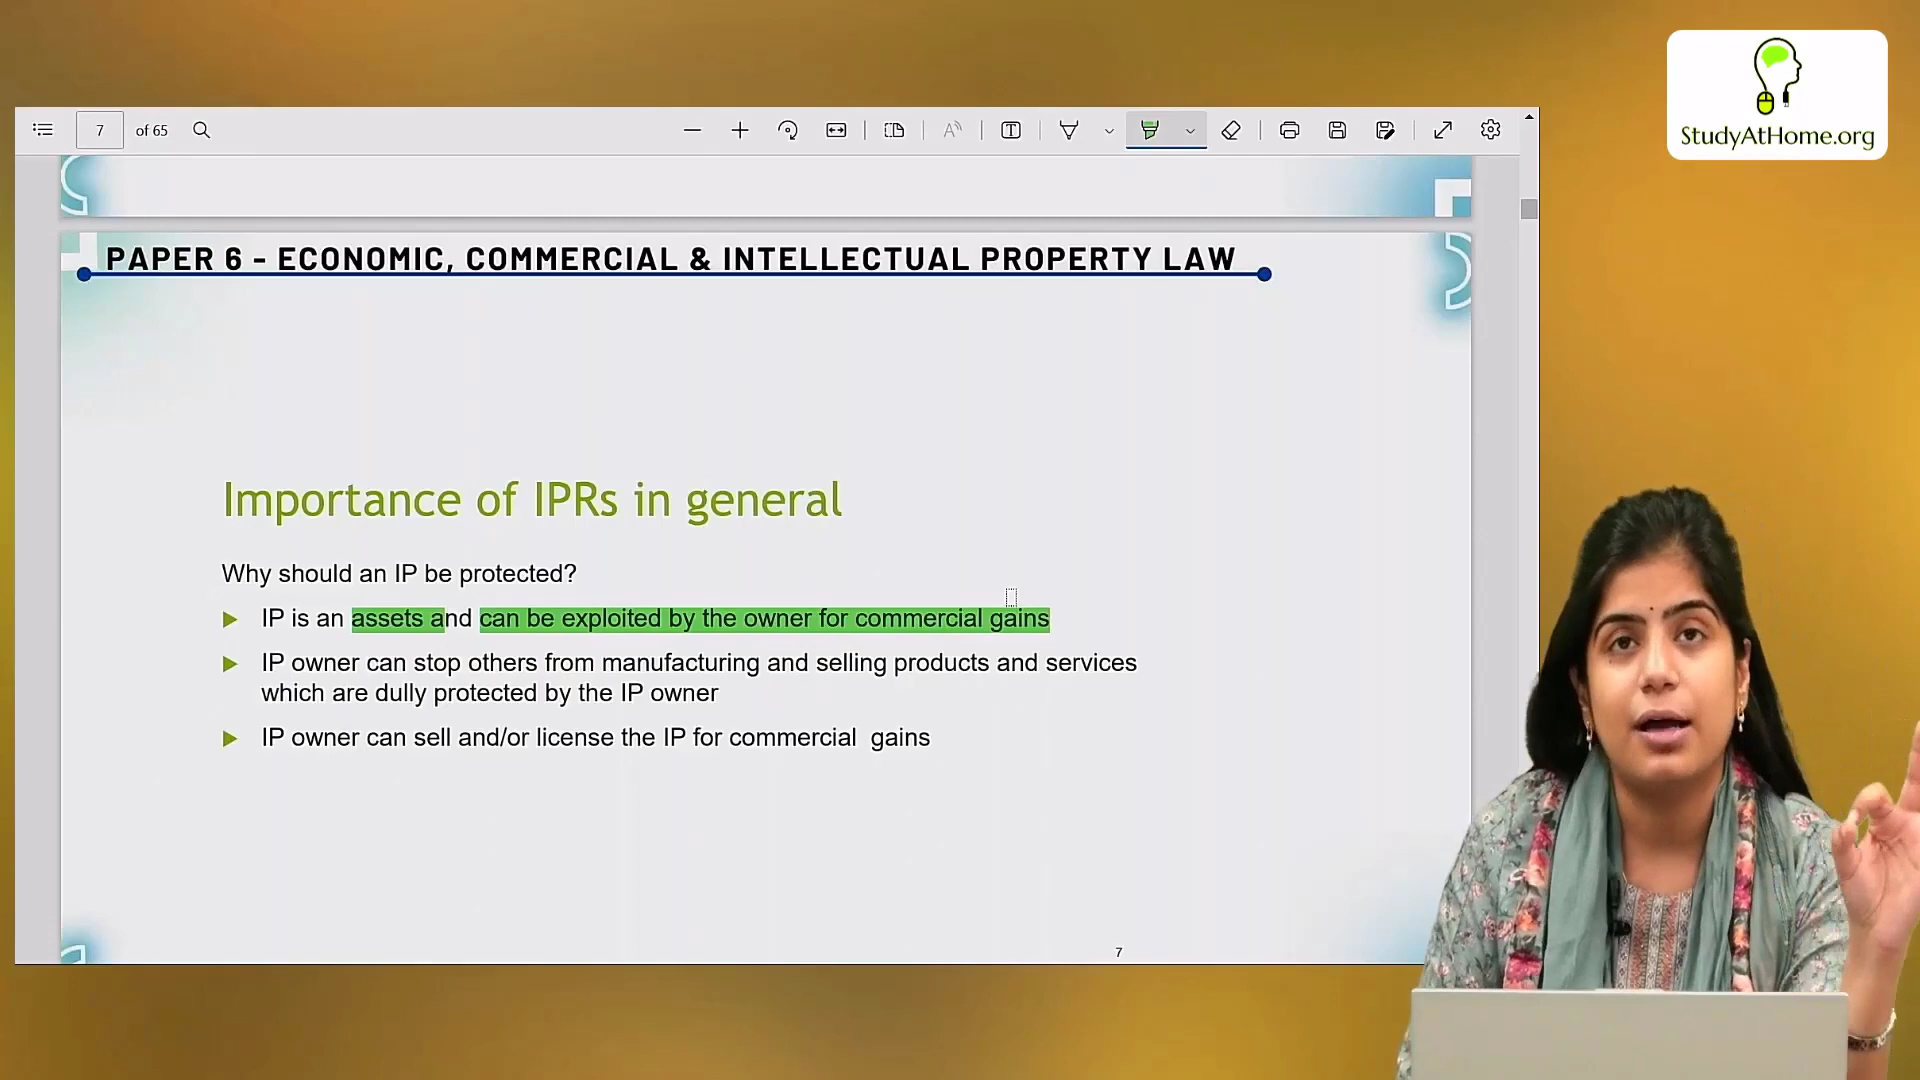 StudyAtHome.org
7 of 65
PAPER 6 - ECONOMIC, COMMERCIAL & INTELLECTUAL PROPERTY LAW
Importance of IPRs in general
Why should an IP be protected?
IP is an assets and can be exploited by the owner for commercial gains
IP owner can stop others from manufacturing and selling products and services
which are dully protected by the IP owner
IP owner can sell and/or license the IP for commercial gains
7